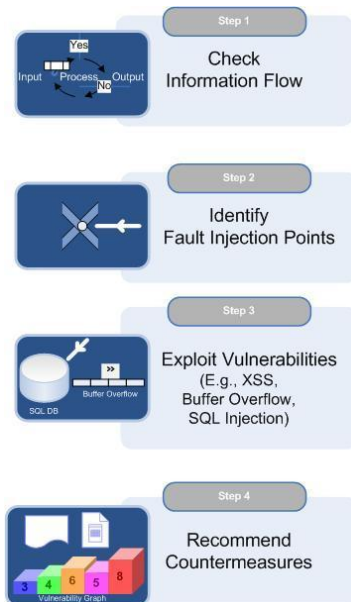 Step 1
Yes
Input Process Output
No
Check
Information Flow
Step 2
Identify
Fault Injection Points
Step 3
»
Buffer Overflow
SQL DB
Exploit Vulnerabilities
(E.g., XSS,
Buffer Overflow,
SQL Injection)
Step 4
3 4 6 5 8
Vulnerability Graph
Recommend
Countermeasures